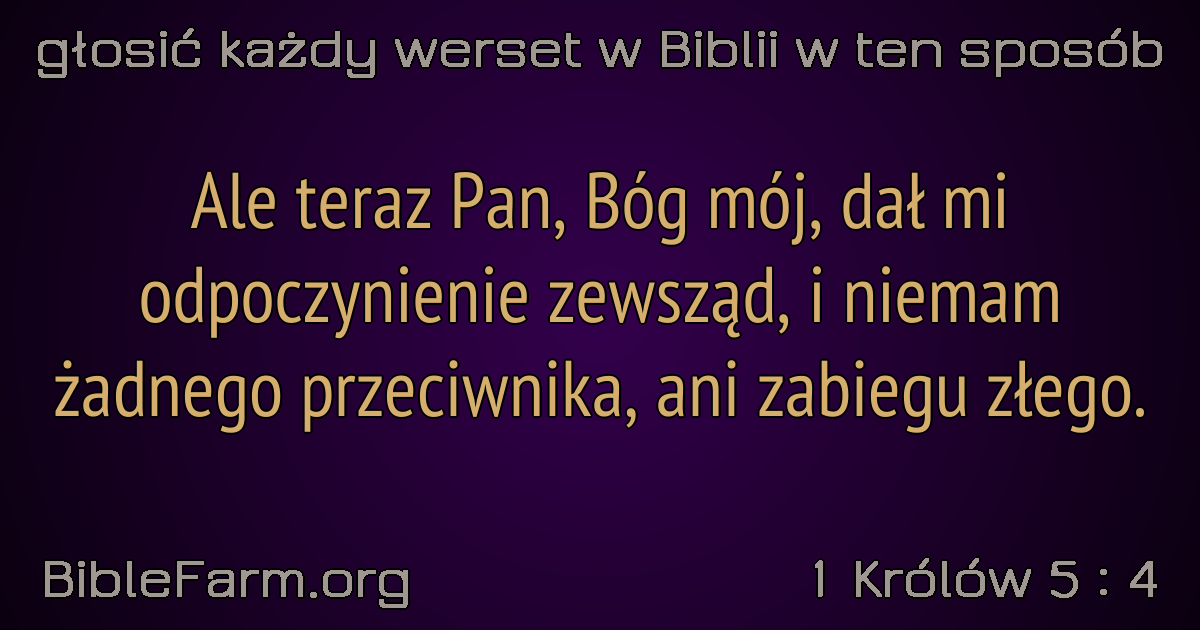 głosić każdy werset w Biblii w ten sposób
Ale teraz Pan, Bóg mój, dał mi
odpoczynienie zewsząd, i niemam
żadnego przeciwnika, ani zabiegu złego.
BibleFarm.org
1 Królów 5 : 4